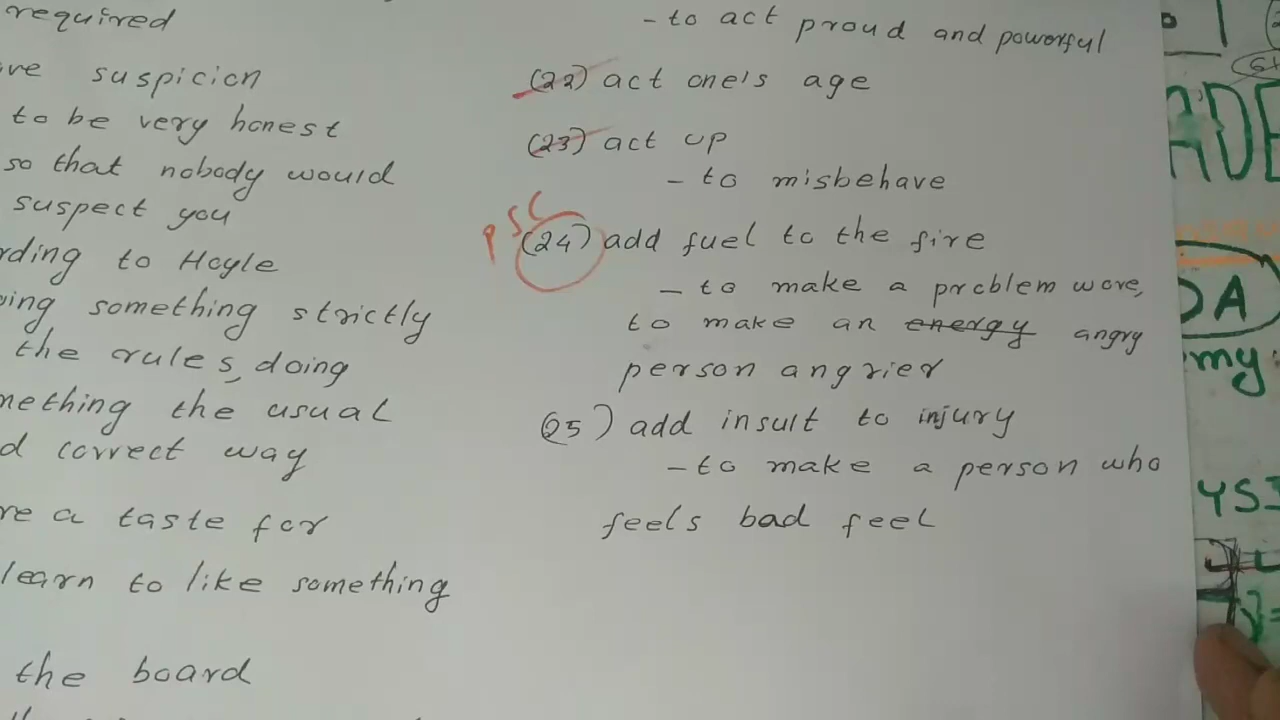 required
ve suspicion
to be very honest
so that nobody would
suspect you
rding to Hoyle
ing something strictly
the rules, doing
mething the usual
d correct way
re a taste for
learn to like something
the board
- to act proud and powerful
(22) act one's age
(23) act up
- to misbehave
PSC
(24) add fuel to the fire
- to make a problem wore,
to make an energy angry
person angrier
(25) add insult to injury
- to make a person who
feels bad feel
ADE
DA
my
YSI